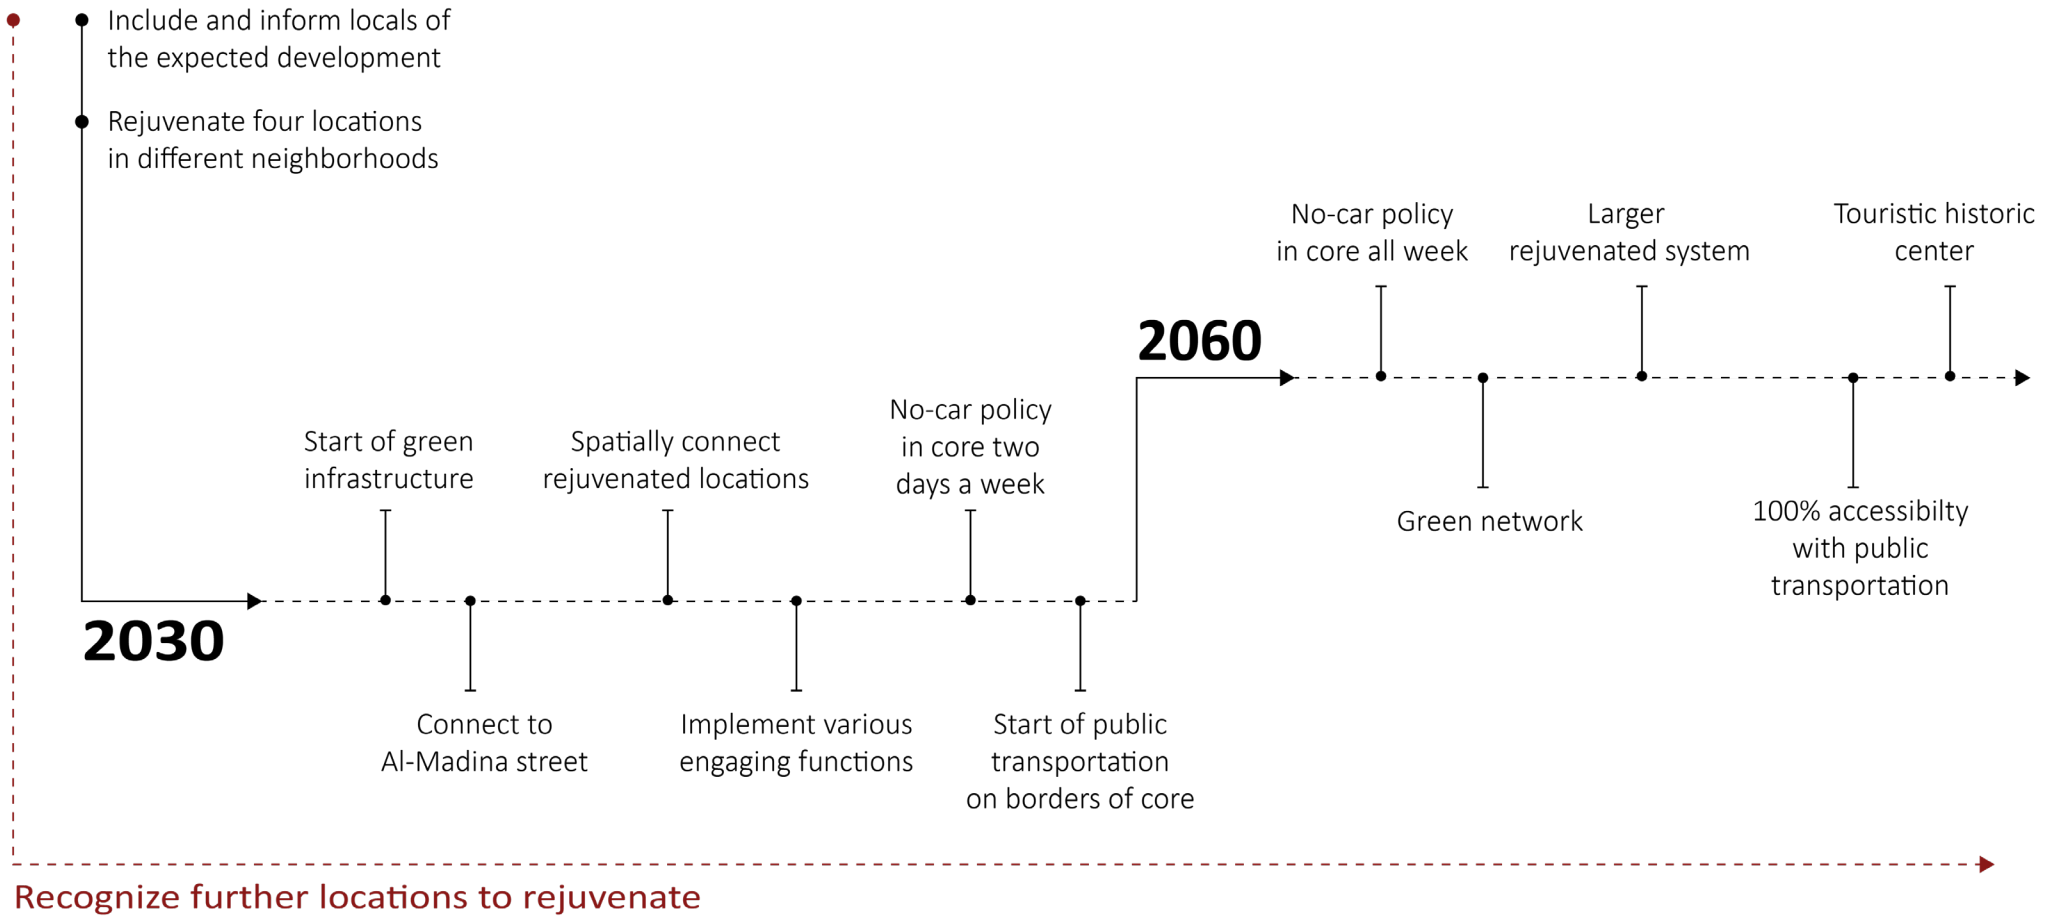 Include and inform locals of
the expected development
Rejuvenate four locations
in different neighborhoods
2030
Start of green
infrastructure
Connect to
Al-Madina street
Spatially connect
rejuvenated locations
Implement various
engaging functions
No-car policy
in core two
days a week
Start of public
transportation
on borders of core
2060
No-car policy
in core all week
Green network
Larger
rejuvenated system
100% accessibilty
with public
transportation
Touristic historic
center
Recognize further locations to rejuvenate